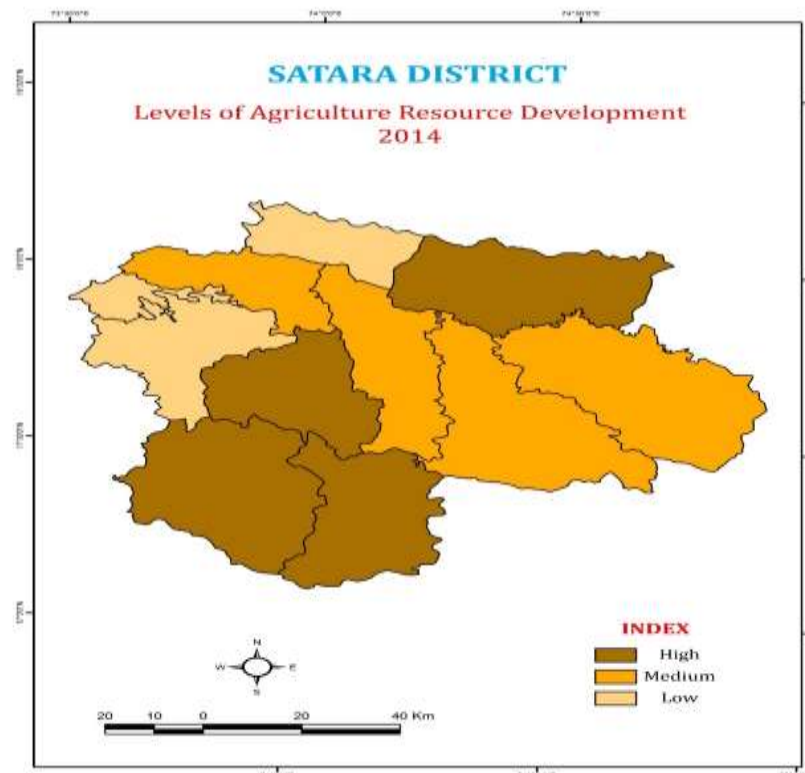 SATARA DISTRICT
Levels of Agriculture Resource Development
2014
INDEX
High
Medium
Low
N
W E
S
20 10 0 20 40 Km